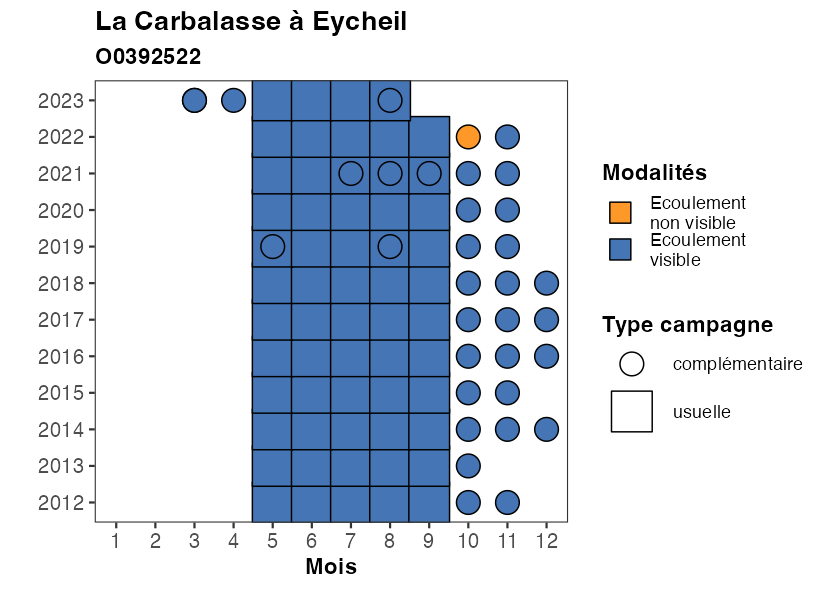 La Carbalasse à Eycheil
O0392522
2023
2022
2021
2020
2019
2018
2017
2016
2015
2014
2013
2012
1 2 3 4 5 6 7 8 9 10 11 12
Mois
Modalités
Ecoulement
non visible
Ecoulement
visible
Type campagne
complémentaire
usuelle